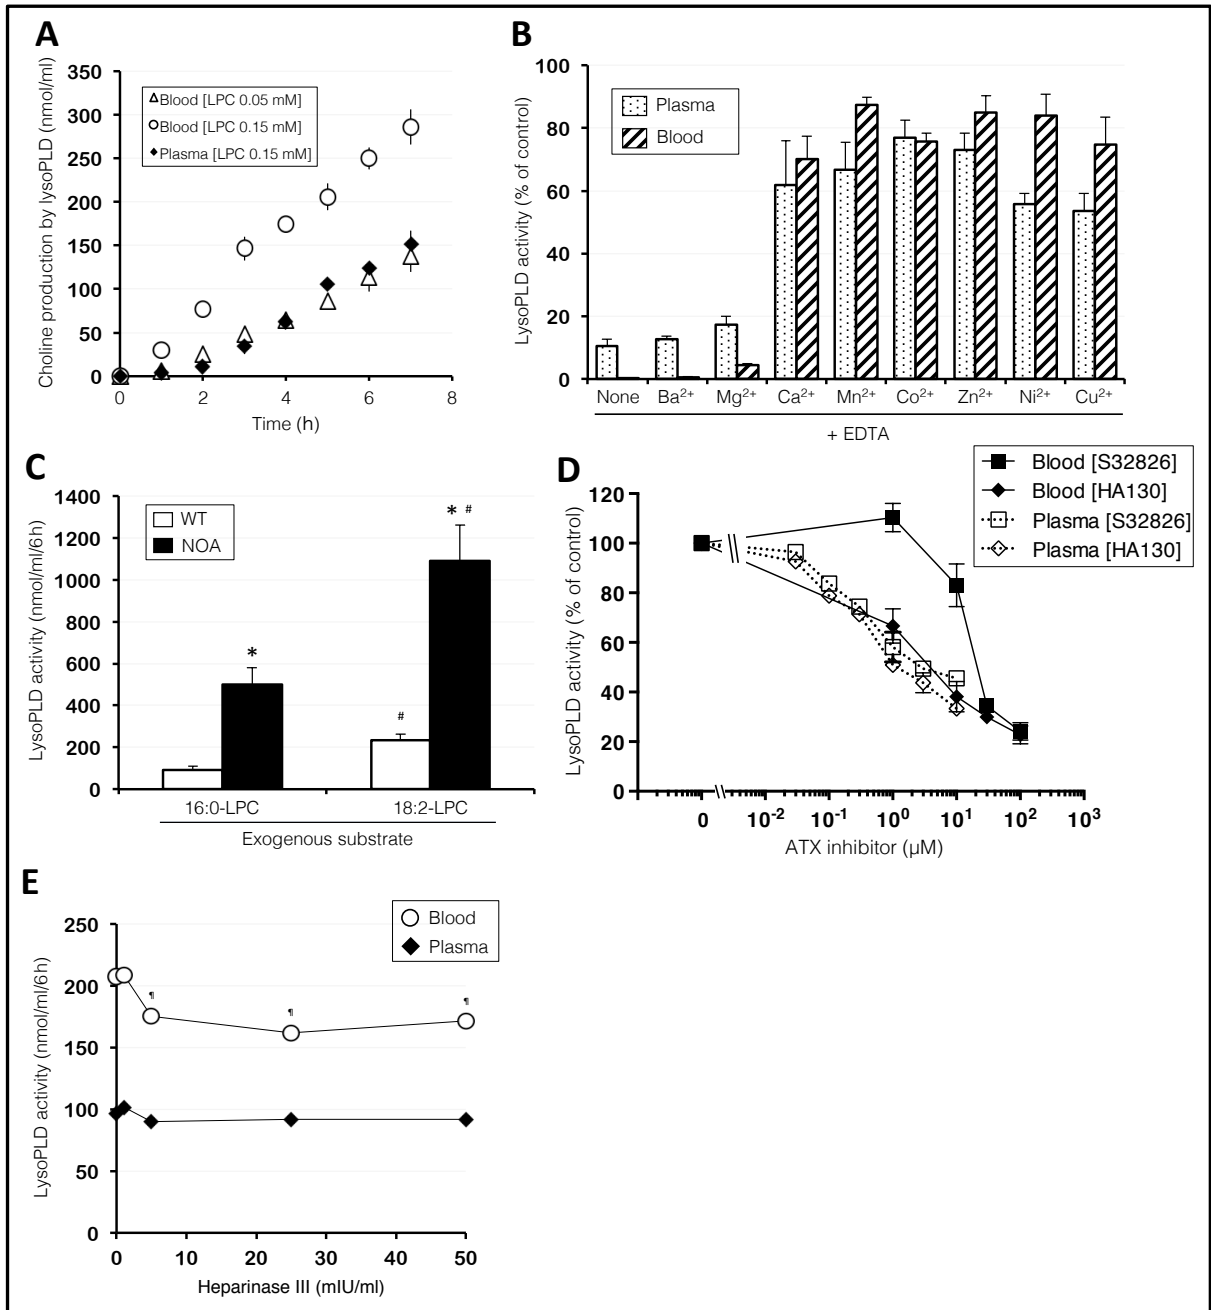 A
Choline production by lysoPLD (nmol/ml)
350
300
250
200
150
100
50
0
Blood [LPC 0.05 mM]
Blood [LPC 0.15 mM]
Plasma [LPC 0.15 mM]
0 2 4 6 8
Time (h)
B
LysoPLD activity (% of control)
100
80
60
40
20
0
Plasma
Blood
None Ba²⁺ Mg²⁺ Ca²⁺ Mn²⁺ Co²⁺ Zn²⁺ Ni²⁺ Cu²⁺
+ EDTA
C
LysoPLD activity (nmol/ml/6h)
1400
1200
1000
800
600
400
200
0
WT
NOA
*
#
* #
16:0-LPC 18:2-LPC
Exogenous substrate
D
LysoPLD activity (% of control)
120
100
80
60
40
20
0
Blood [S32826]
Blood [HA130]
Plasma [S32826]
Plasma [HA130]
0 10⁻² 10⁻¹ 10⁰ 10¹ 10² 10³
ATX inhibitor (µM)
E
LysoPLD activity (nmol/ml/6h)
250
200
150
100
50
0
Blood
Plasma
¶ ¶ ¶
0 10 20 30 40 50
Heparinase III (mIU/ml)